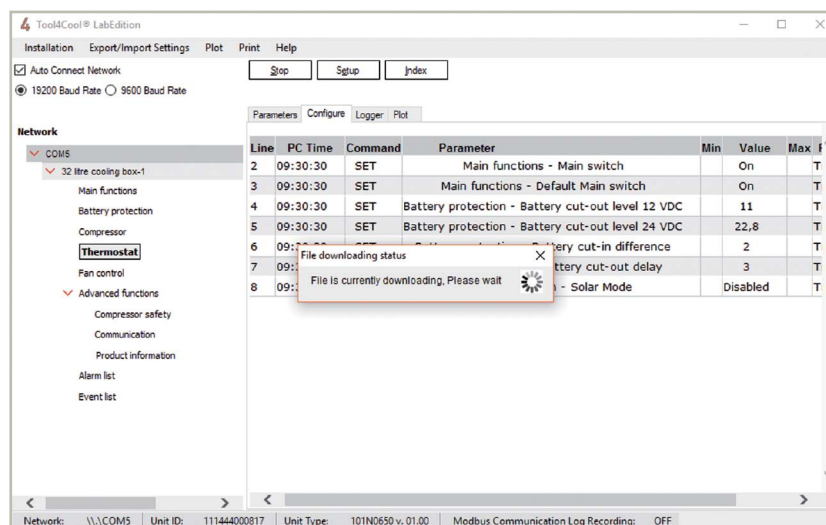 Tool4Cool® LabEdition
Installation Export/Import Settings Plot Print Help
Auto Connect Network
Stop Setup Index
19200 Baud Rate 9600 Baud Rate
Parameters Configure Logger Plot
Network
Line PC Time Command Parameter Min Value Max
COM5
2 09:30:30 SET Main functions - Main switch On
32 litre cooling box-1
3 09:30:30 SET Main functions - Default Main switch On
Main functions
4 09:30:30 SET Battery protection - Battery cut-out level 12 VDC 11
Battery protection
5 09:30:30 SET Battery protection - Battery cut-out level 24 VDC 22,8
Compressor
6 cut-in difference 2
Thermostat
File downloading status
7 cut-out delay 3
Fan control
File is currently downloading, Please wait
8 - Solar Mode Disabled
Advanced functions
Compressor safety
Communication
Product information
Alarm list
Event list
Network: \\.\COM5 Unit ID: 111444000817 Unit Type: 101N0650 v. 01.00 Modbus Communication Log Recording: OFF